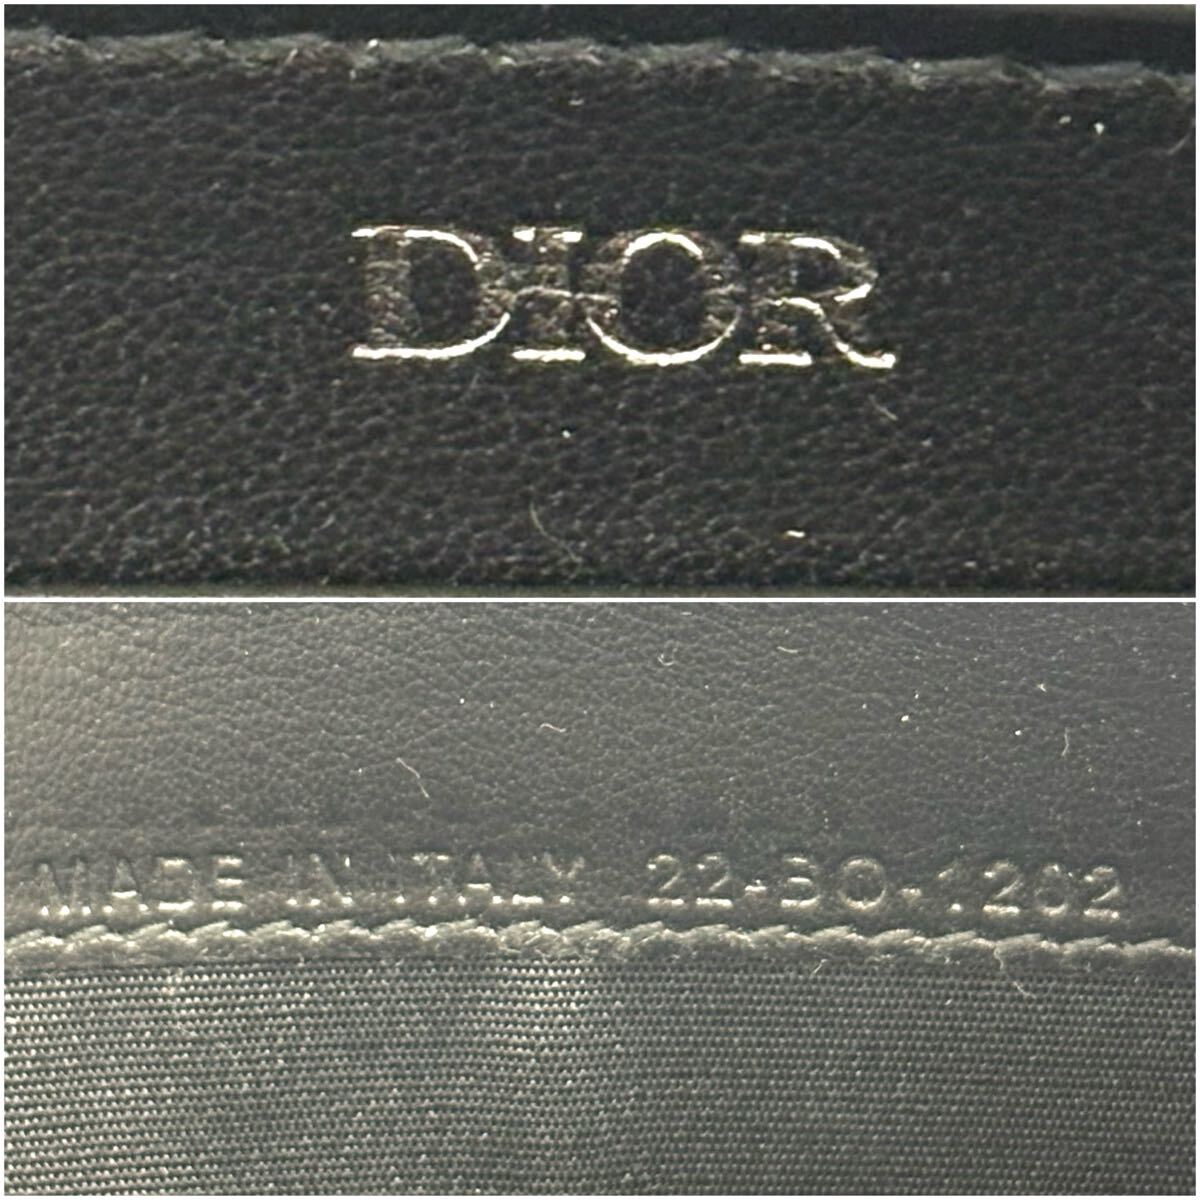 DIOR
MADE IN ITALY 22-BO-1202